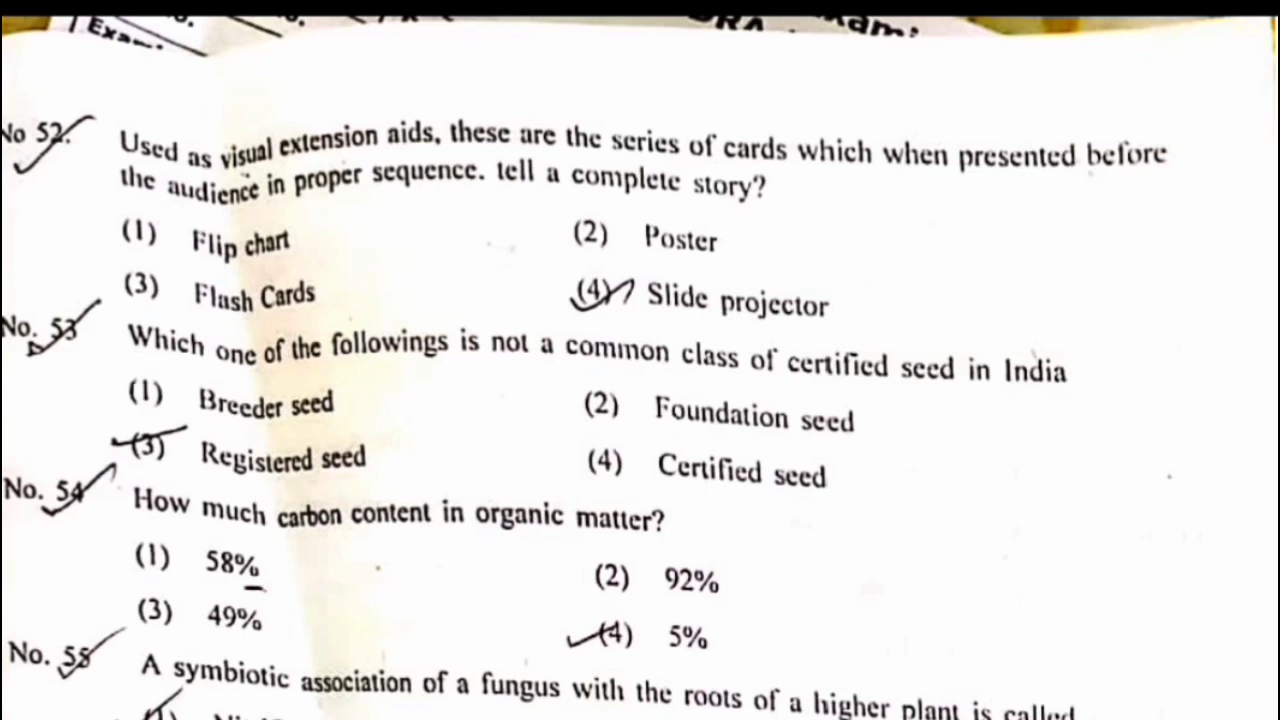 Exam
No 52.
Used as visual extension aids, these are the series of cards which when presented before
the audience in proper sequence. tell a complete story?
(1) Flip chart (2) Poster
(3) Flash Cards (4) Slide projector
No. 53
Which one of the followings is not a common class of certified seed in India
(1) Breeder seed (2) Foundation seed
(3) Registered seed (4) Certified seed
No. 54
How much carbon content in organic matter?
(1) 58% (2) 92%
(3) 49% (4) 5%
No. 55
A symbiotic association of a fungus with the roots of a higher plant is called